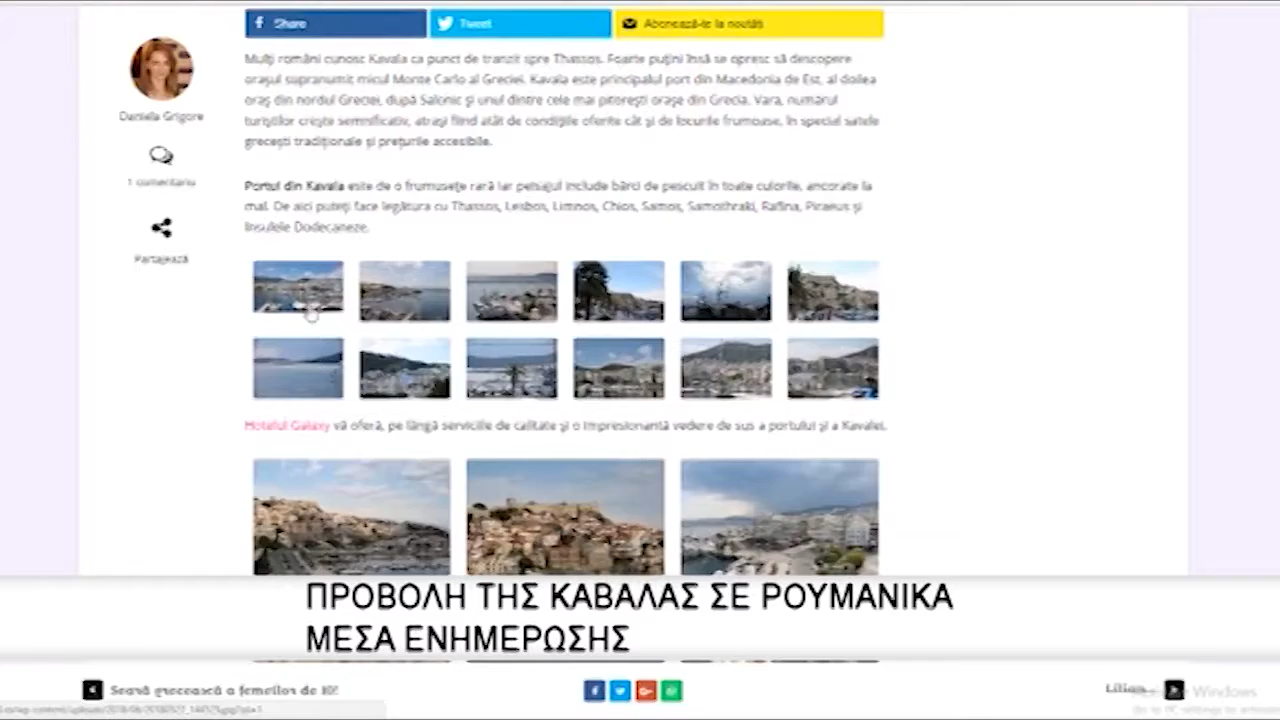 Share
Tweet
Abonează-te la noutăți
Mulți români cunosc Kavala ca punct de tranzit spre Thassos. Foarte puțini însă se opresc să descopere
orașul supranumit micul Monte Carlo al Greciei. Kavala este principalul port din Macedonia de Est, al doilea
oraș din nordul Greciei, după Salonic și unul dintre cele mai pitorești orașe din Grecia. Vara, numărul
turiștilor crește semnificativ, atrași fiind atât de condițiile oferite cât și de locurile frumoase, în special satele
grecești tradiționale și prețurile accesibile.
Daniela Grigore
1 comentariu
Partajează
Portul din Kavala este de o frumusețe rară iar peisajul include bărci de pescuit în toate culorile, ancorate la
mal. De aici puteți face legătura cu Thassos, Lesbos, Limnos, Chios, Samos, Samothraki, Rafina, Piraeus și
Insulele Dodecaneze.
Hotelul Galaxy vă oferă, pe lângă serviciile de calitate și o impresionantă vedere de sus a portului și a Kavalei.
ΠΡΟΒΟΛΗ ΤΗΣ ΚΑΒΑΛΑΣ ΣΕ ΡΟΥΜΑΝΙΚΑ
ΜΕΣΑ ΕΝΗΜΕΡΩΣΗΣ
Seară grecească a femeilor de 10!
Lilian
Windows